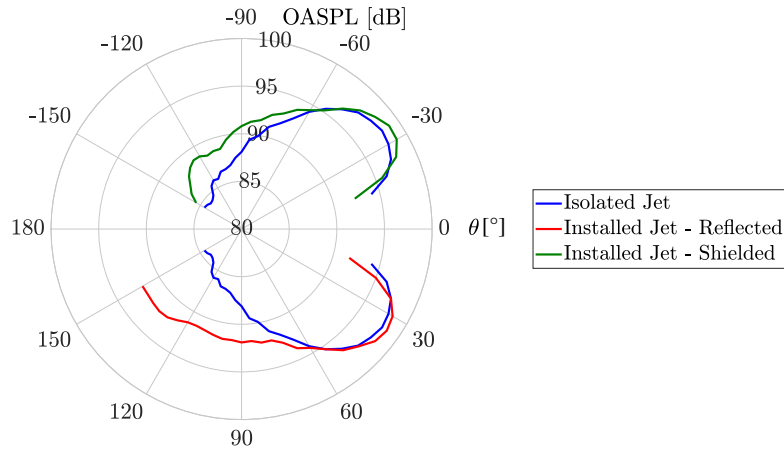 -90 OASPL [dB]
-120 100 -60
95
-150 90 -30
85
180 80 0 θ[°]
150 30
120 60
90
Isolated Jet
Installed Jet - Reflected
Installed Jet - Shielded